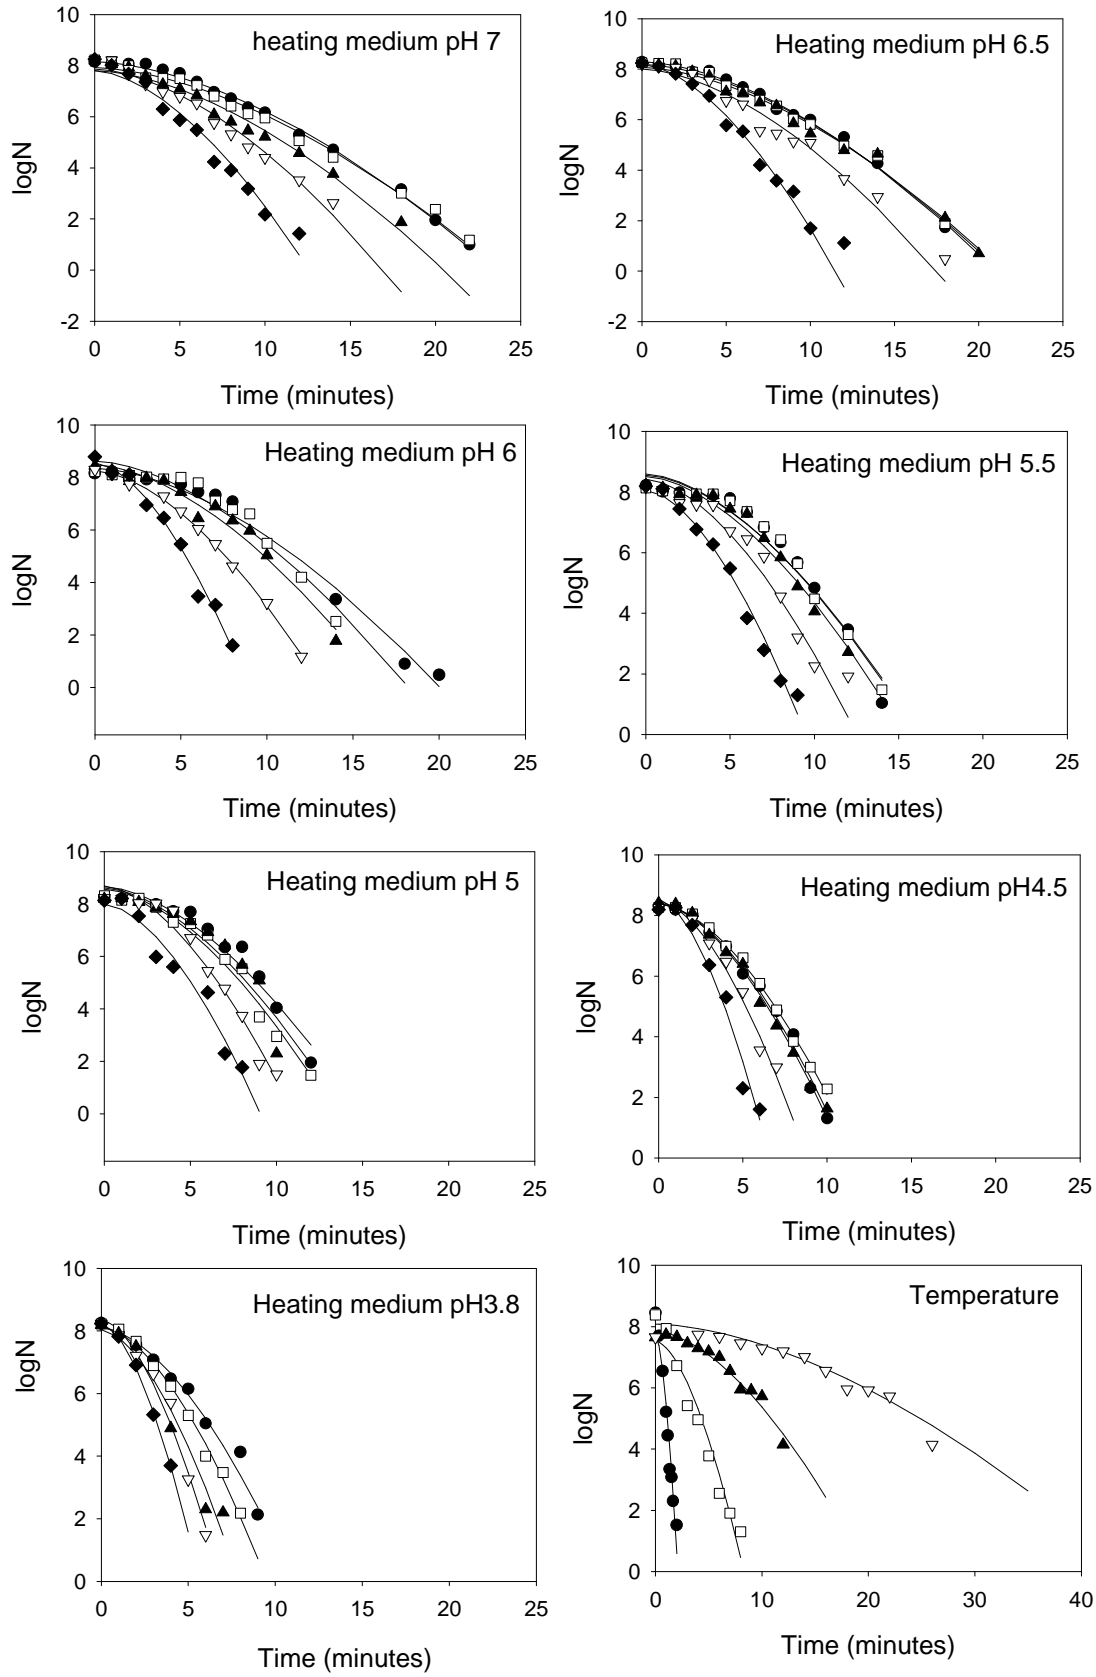 heating medium pH 7
10
8
6
4
2
0
-2
logN
0 5 10 15 20 25
Time (minutes)
Heating medium pH 6.5
10
8
6
4
2
0
-2
logN
0 5 10 15 20 25
Time (minutes)
Heating medium pH 6
10
8
6
4
2
0
logN
0 5 10 15 20 25
Time (minutes)
Heating medium pH 5.5
10
8
6
4
2
0
logN
0 5 10 15 20 25
Time (minutes)
Heating medium pH 5
10
8
6
4
2
0
logN
0 5 10 15 20 25
Time (minutes)
Heating medium pH4.5
10
8
6
4
2
0
logN
0 5 10 15 20 25
Time (minutes)
Heating medium pH3.8
10
8
6
4
2
0
logN
0 5 10 15 20 25
Time (minutes)
Temperature
10
8
6
4
2
0
logN
0 10 20 30 40
Time (minutes)